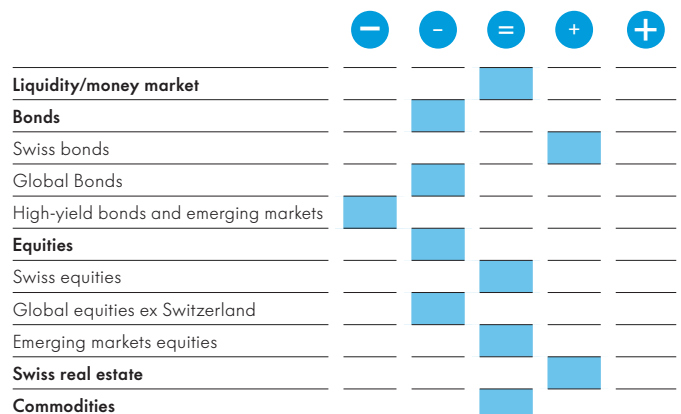 − – = + +
Liquidity/money market
Bonds
Swiss bonds
Global Bonds
High-yield bonds and emerging markets
Equities
Swiss equities
Global equities ex Switzerland
Emerging markets equities
Swiss real estate
Commodities